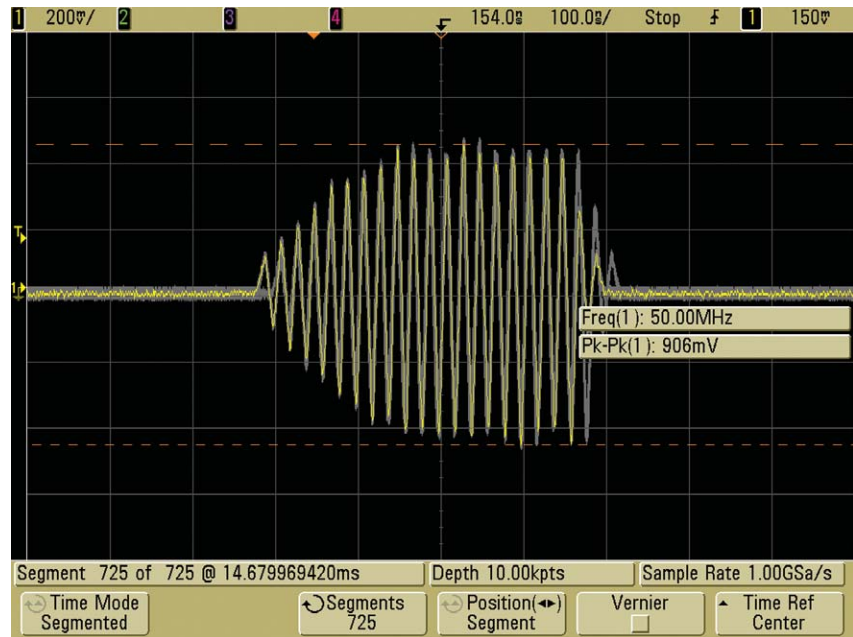 1 200mV/ 2 3 4 154.0ns 100.0ns/ Stop 1 150mV
T
1
Freq(1): 50.00MHz
Pk-Pk(1): 906mV
Segment 725 of 725 @ 14.679969420ms Depth 10.00kpts Sample Rate 1.00GSa/s
Time Mode Segments Position(◄►) Vernier Time Ref
Segmented 725 Segment Center